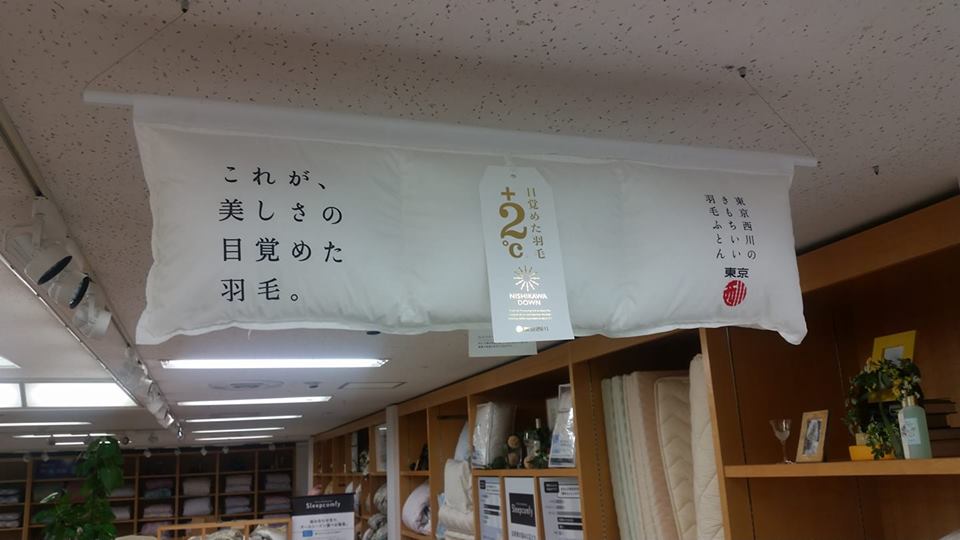 これが、
美しさの
目覚めた
羽毛。
目覚めた羽毛
+2℃
NISHIKAWA
DOWN
東京西川の
きもちいい
羽毛ふとん
東京
西川
Sleepcomfy